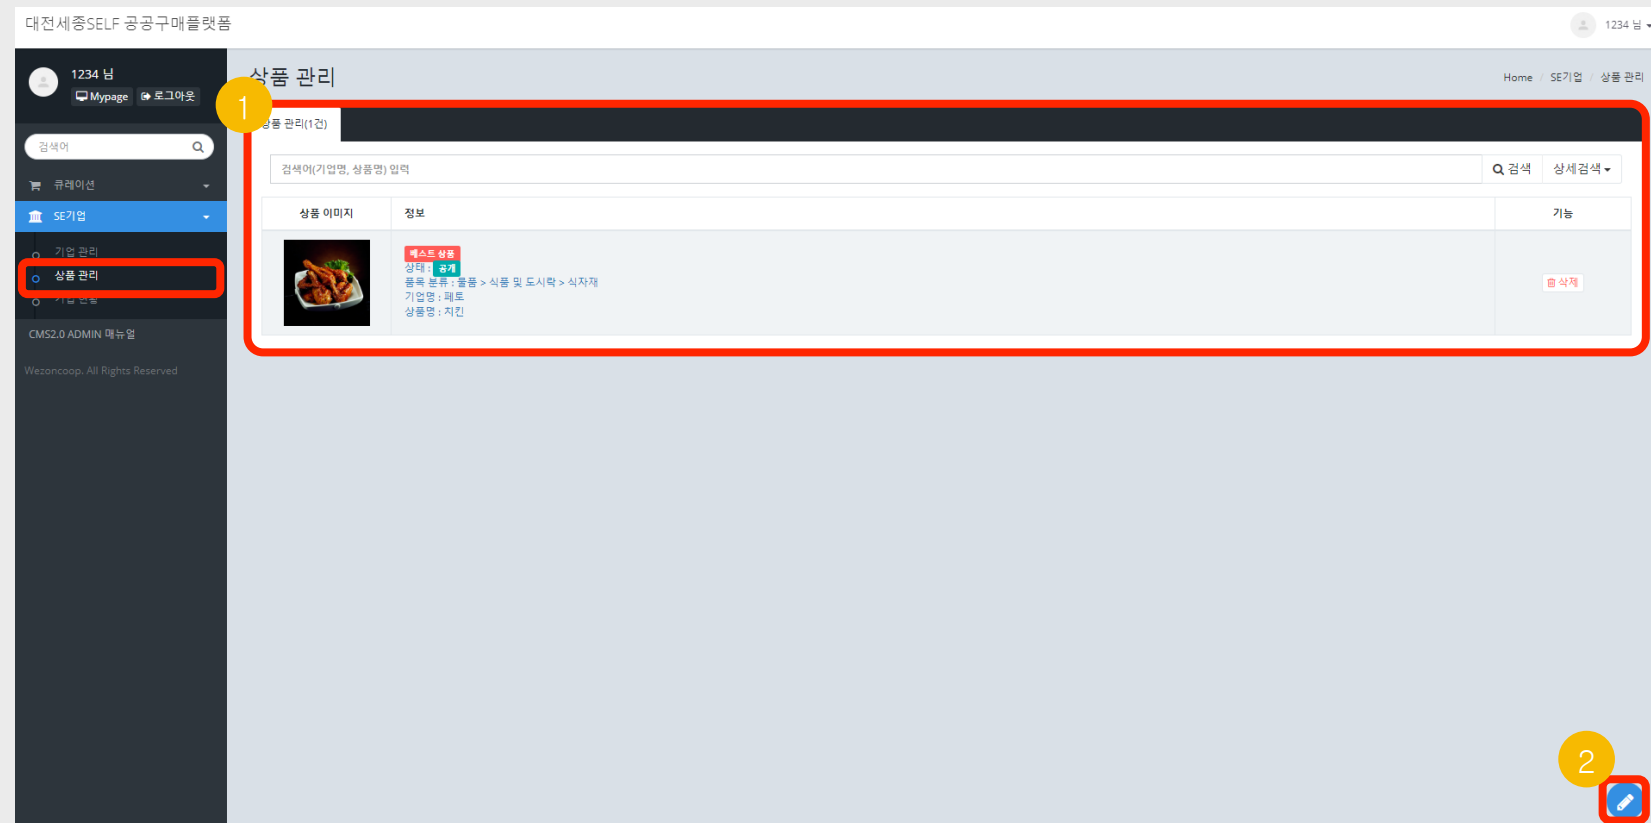 대전세종SELF 공공구매플랫폼
1234 님
1234 님
Mypage 로그아웃
검색어
큐레이션
SE기업
기업 관리
상품 관리
기업 현황
CMS2.0 ADMIN 매뉴얼
Wezoncoop. All Rights Reserved
상품 관리
Home / SE기업 / 상품 관리
1
상품 관리(1건)
검색어(기업명, 상품명) 입력
검색 상세검색
상품 이미지 정보 기능
베스트 상품
상태 : 공개
품목 분류 : 물품 > 식품 및 도시락 > 식자재
기업명 : 페토
상품명 : 치킨
삭제
2